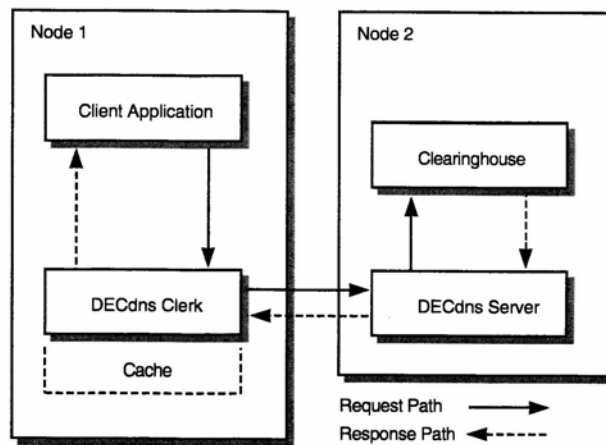 Node 1
Client Application
DECdns Clerk
Cache
Node 2
Clearinghouse
DECdns Server
Request Path
Response Path